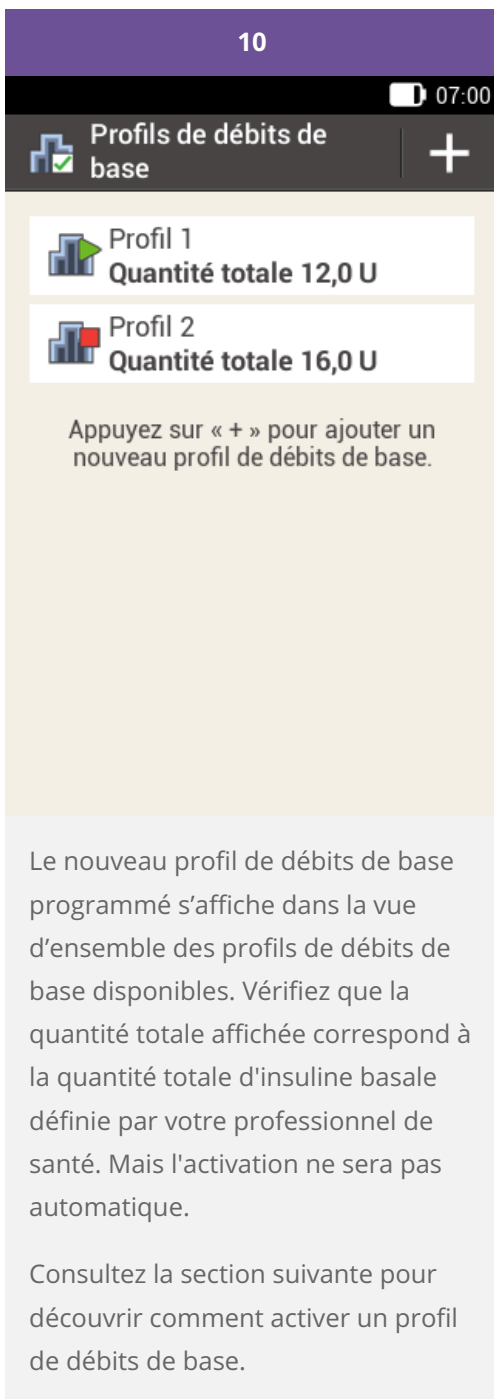 10
07:00
Profils de débits de
base
Profil 1
Quantité totale 12,0 U
Profil 2
Quantité totale 16,0 U
Appuyez sur « + » pour ajouter un
nouveau profil de débits de base.
Le nouveau profil de débits de base
programmé s’affiche dans la vue
d’ensemble des profils de débits de
base disponibles. Vérifiez que la
quantité totale affichée correspond à
la quantité totale d'insuline basale
définie par votre professionnel de
santé. Mais l'activation ne sera pas
automatique.
Consultez la section suivante pour
découvrir comment activer un profil
de débits de base.